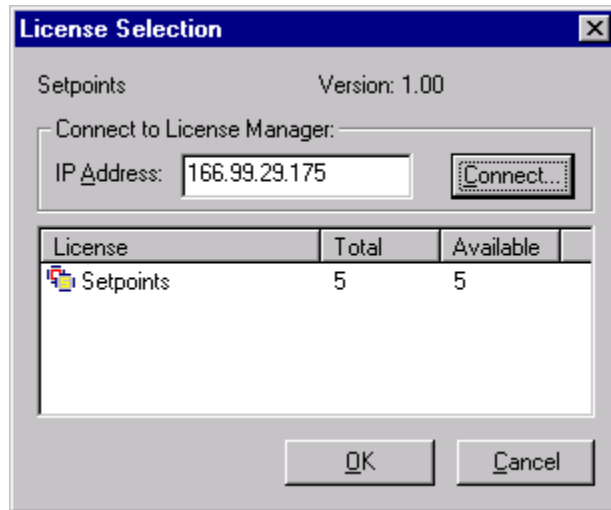 License Selection
Setpoints Version: 1.00
Connect to License Manager:
IP Address: 166.99.29.175 Connect...
License Total Available
Setpoints 5 5
OK Cancel